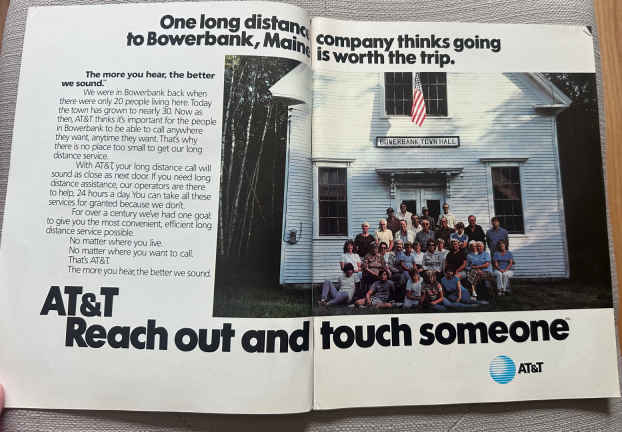 One long distance company thinks going
to Bowerbank, Maine is worth the trip.
The more you hear, the better
we sound.™
We were in Bowerbank back when
there were only 20 people living here. Today
the town has grown to nearly 30. Now as
then, AT&T thinks it's important for the people
in Bowerbank to be able to call anywhere
they want, anytime they want. That's why
there is no place too small to get our long
distance service.
With AT&T, your long distance call will
sound as close as next door. If you need long
distance assistance, our operators are there
to help, 24 hours a day. You can take all these
services for granted because we don't.
For over a century we've had one goal:
to give you the most convenient, efficient long
distance service possible.
No matter where you live.
No matter where you want to call.
That's AT&T.
The more you hear, the better we sound.
BOWERBANK TOWN HALL
AT&T
Reach out and touch someone™
AT&T